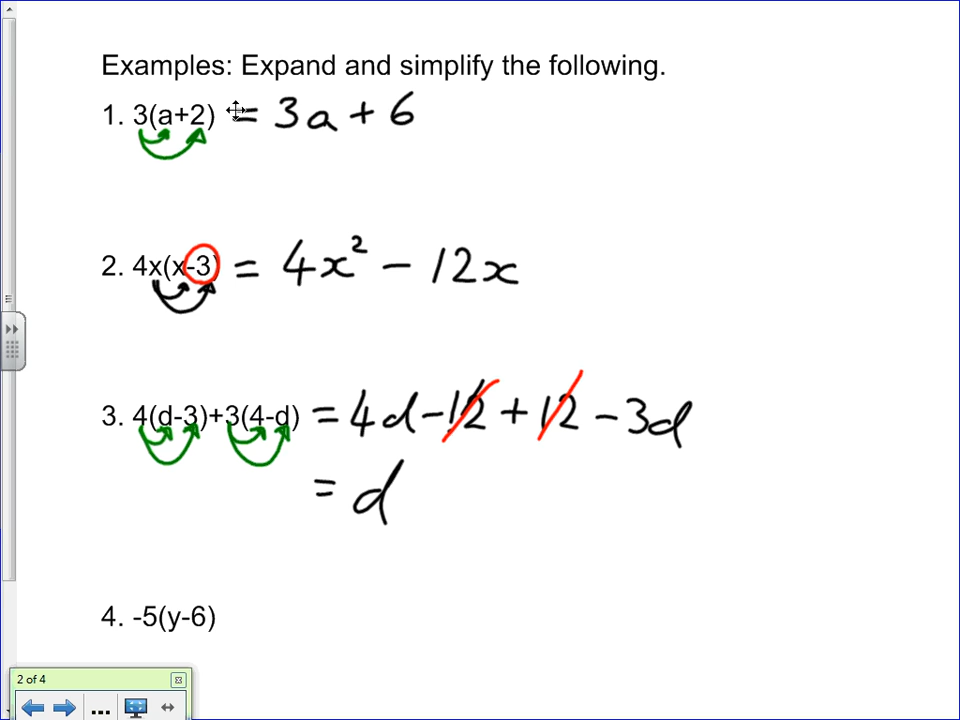 Examples: Expand and simplify the following.
1. 3(a+2) = 3a + 6
2. 4x(x-3) = 4x² - 12x
3. 4(d-3)+3(4-d) = 4d - 12 + 12 - 3d
= d
4. -5(y-6)
2 of 4
...